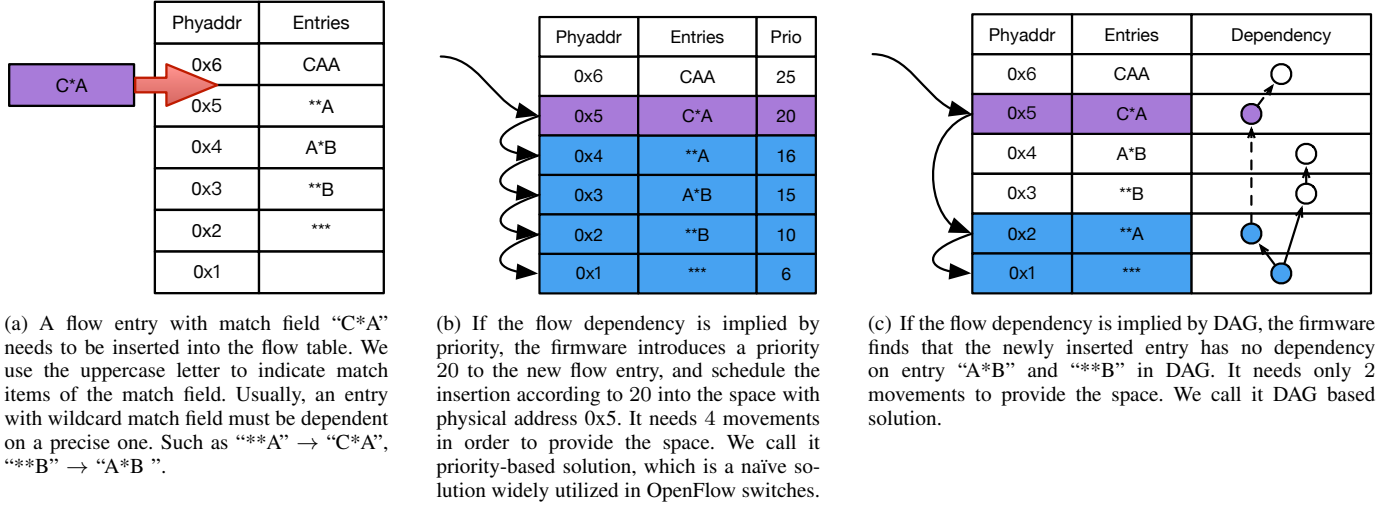 Phyaddr Entries
0x6 CAA
C*A
0x5 **A
0x4 A*B
0x3 **B
0x2 ***
0x1
(a) A flow entry with match field “C*A”
needs to be inserted into the flow table. We
use the uppercase letter to indicate match
items of the match field. Usually, an entry
with wildcard match field must be dependent
on a precise one. Such as “**A” → “C*A”,
“**B” → “A*B ”.
Phyaddr Entries Prio
0x6 CAA 25
0x5 C*A 20
0x4 **A 16
0x3 A*B 15
0x2 **B 10
0x1 *** 6
(b) If the flow dependency is implied by
priority, the firmware introduces a priority
20 to the new flow entry, and schedule the
insertion according to 20 into the space with
physical address 0x5. It needs 4 movements
in order to provide the space. We call it
priority-based solution, which is a naïve so-
lution widely utilized in OpenFlow switches.
Phyaddr Entries Dependency
0x6 CAA
0x5 C*A
0x4 A*B
0x3 **B
0x2 **A
0x1 ***
(c) If the flow dependency is implied by DAG, the firmware
finds that the newly inserted entry has no dependency
on entry “A*B” and “**B” in DAG. It needs only 2
movements to provide the space. We call it DAG based
solution.